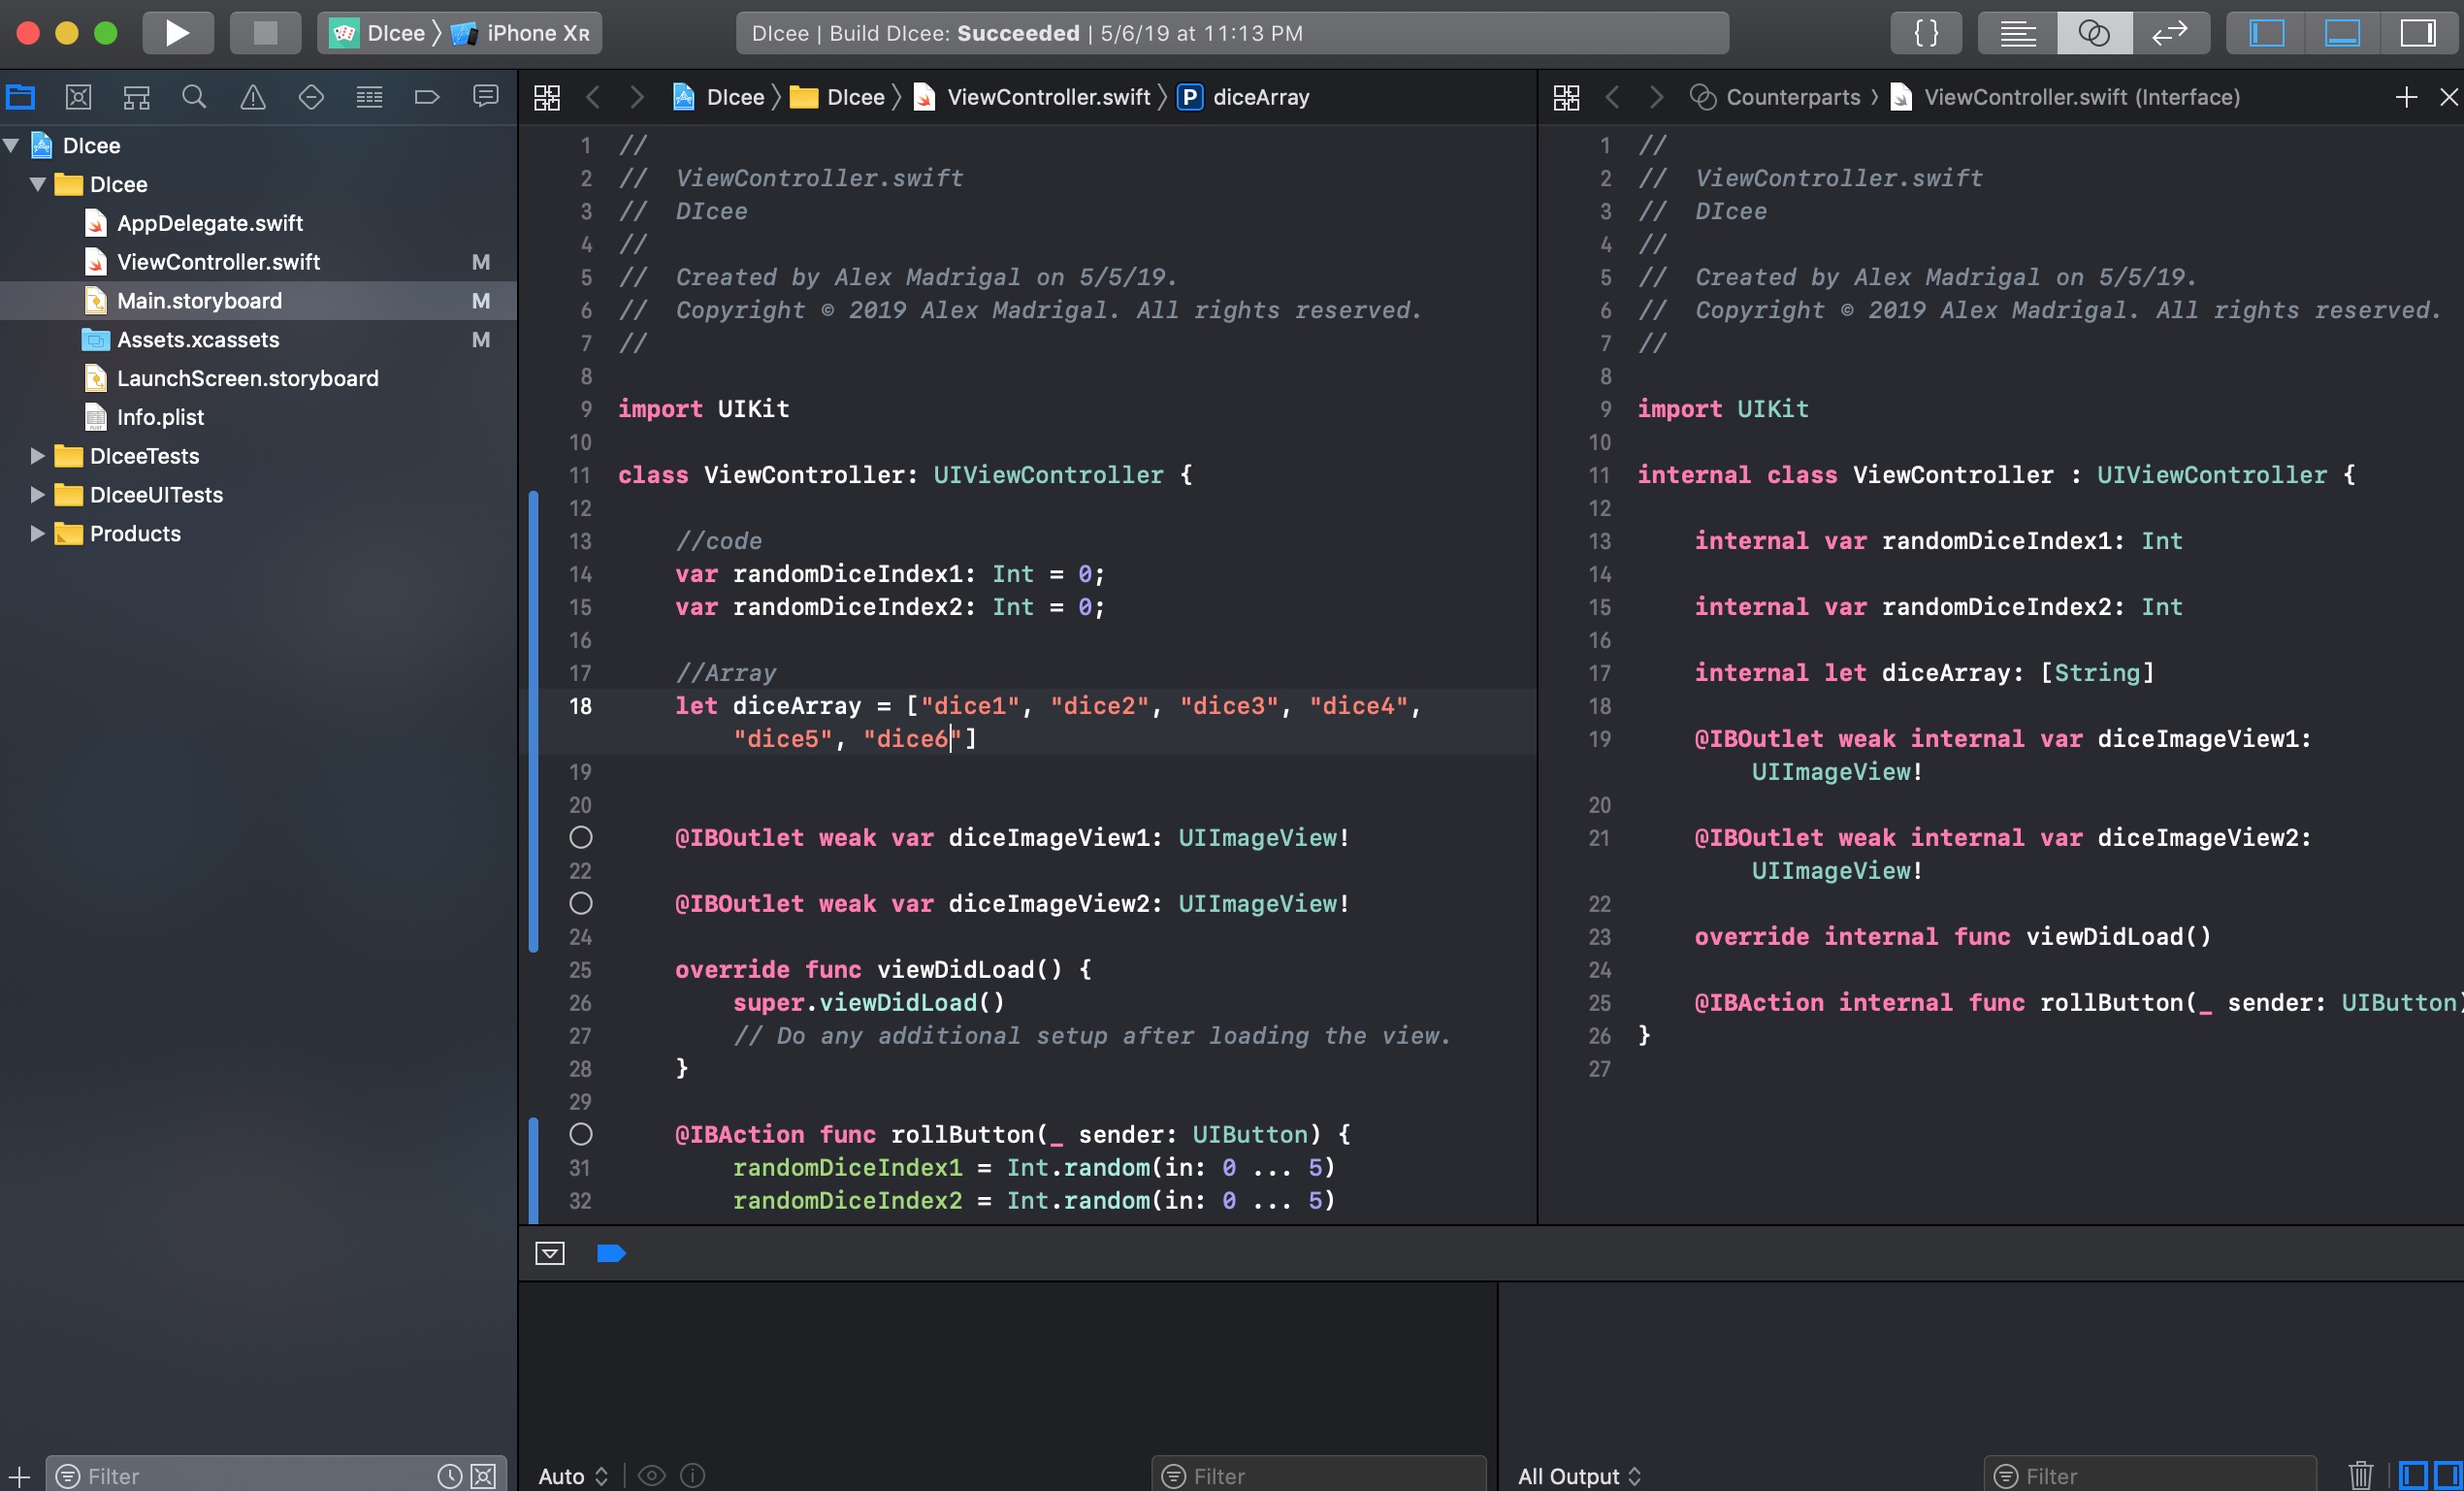 DIcee 〉 iPhone XR
DIcee | Build DIcee: Succeeded | 5/6/19 at 11:13 PM
{ }
DIcee
DIcee
AppDelegate.swift
ViewController.swift M
Main.storyboard M
Assets.xcassets M
LaunchScreen.storyboard
Info.plist
DIceeTests
DIceeUITests
Products
Filter
DIcee 〉 DIcee 〉 ViewController.swift 〉 P diceArray
1 //
2 //  ViewController.swift
3 //  DIcee
4 //
5 //  Created by Alex Madrigal on 5/5/19.
6 //  Copyright © 2019 Alex Madrigal. All rights reserved.
7 //
8
9 import UIKit
10
11 class ViewController: UIViewController {
12
13     //code
14     var randomDiceIndex1: Int = 0;
15     var randomDiceIndex2: Int = 0;
16
17     //Array
18     let diceArray = ["dice1", "dice2", "dice3", "dice4",
"dice5", "dice6"]
19
20
@IBOutlet weak var diceImageView1: UIImageView!
22
@IBOutlet weak var diceImageView2: UIImageView!
24
25     override func viewDidLoad() {
26         super.viewDidLoad()
27         // Do any additional setup after loading the view.
28     }
29
@IBAction func rollButton(_ sender: UIButton) {
31         randomDiceIndex1 = Int.random(in: 0 ... 5)
32         randomDiceIndex2 = Int.random(in: 0 ... 5)
Counterparts 〉 ViewController.swift (Interface)
1 //
2 //  ViewController.swift
3 //  DIcee
4 //
5 //  Created by Alex Madrigal on 5/5/19.
6 //  Copyright © 2019 Alex Madrigal. All rights reserved.
7 //
8
9 import UIKit
10
11 internal class ViewController : UIViewController {
12
13     internal var randomDiceIndex1: Int
14
15     internal var randomDiceIndex2: Int
16
17     internal let diceArray: [String]
18
19     @IBOutlet weak internal var diceImageView1:
UIImageView!
20
21     @IBOutlet weak internal var diceImageView2:
UIImageView!
22
23     override internal func viewDidLoad()
24
25     @IBAction internal func rollButton(_ sender: UIButton)
26 }
27
Auto
Filter
All Output
Filter